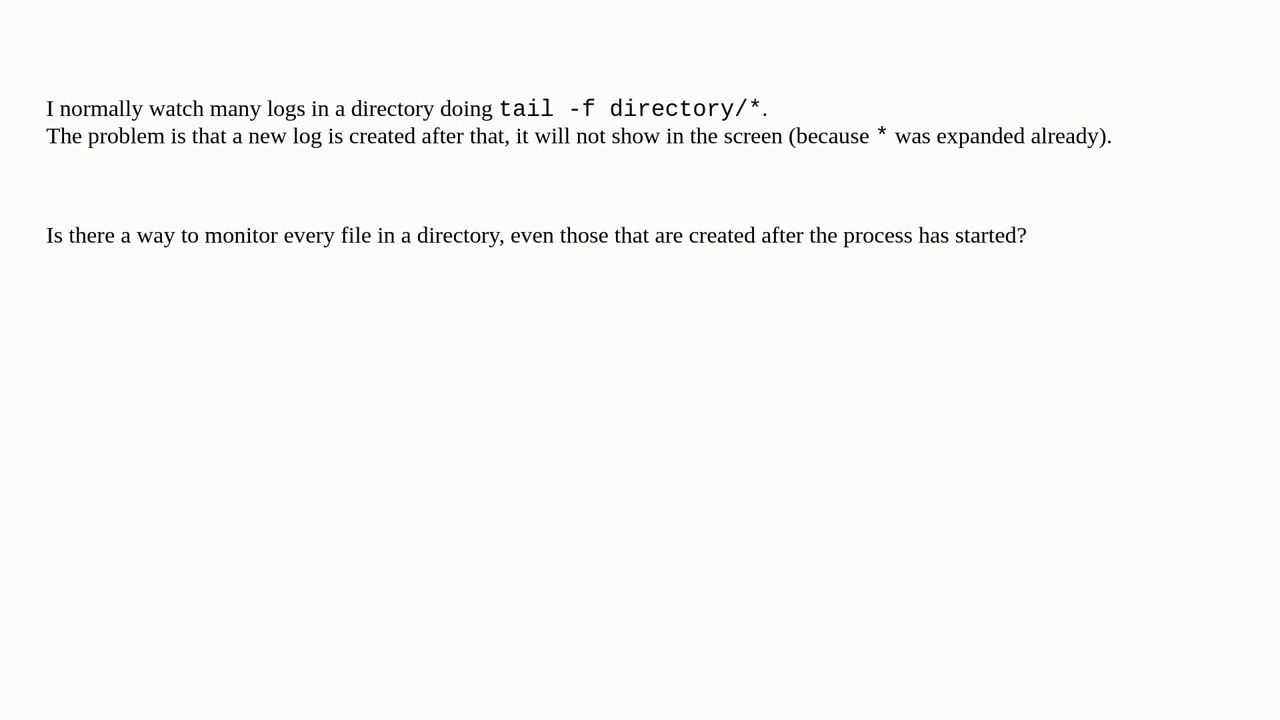 I normally watch many logs in a directory doing tail -f directory/*.
The problem is that a new log is created after that, it will not show in the screen (because * was expanded already).
Is there a way to monitor every file in a directory, even those that are created after the process has started?